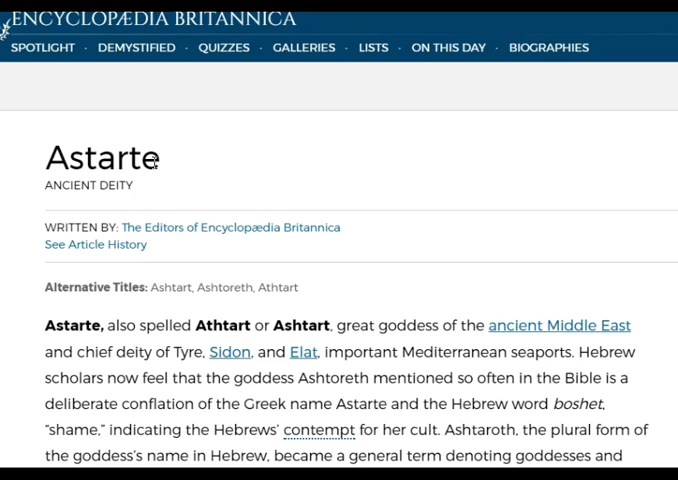 ENCYCLOPÆDIA BRITANNICA
SPOTLIGHT · DEMYSTIFIED · QUIZZES · GALLERIES · LISTS · ON THIS DAY · BIOGRAPHIES
Astarte
ANCIENT DEITY
WRITTEN BY: The Editors of Encyclopædia Britannica
See Article History
Alternative Titles: Ashtart, Ashtoreth, Athtart
Astarte, also spelled Athtart or Ashtart, great goddess of the ancient Middle East
and chief deity of Tyre, Sidon, and Elat, important Mediterranean seaports. Hebrew
scholars now feel that the goddess Ashtoreth mentioned so often in the Bible is a
deliberate conflation of the Greek name Astarte and the Hebrew word boshet,
“shame,” indicating the Hebrews’ contempt for her cult. Ashtaroth, the plural form of
the goddess’s name in Hebrew, became a general term denoting goddesses and